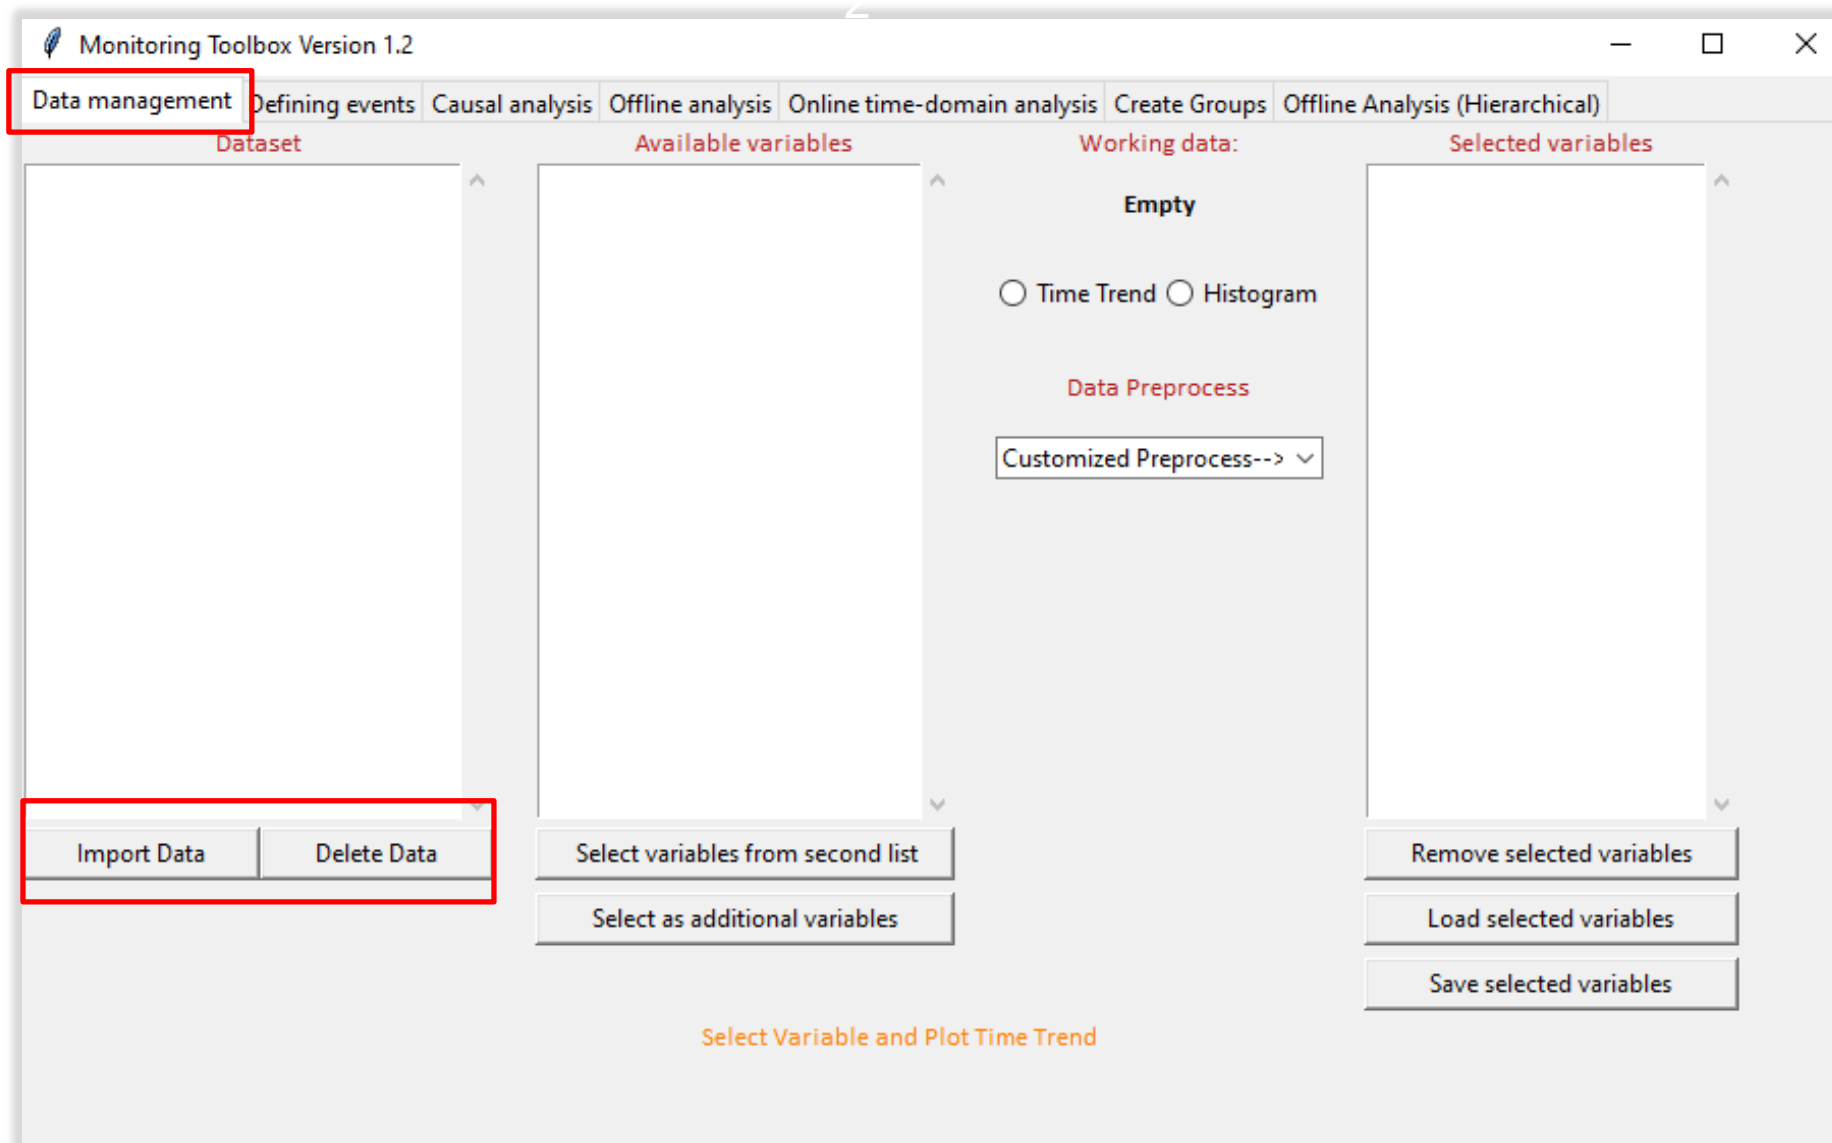 2
Monitoring Toolbox Version 1.2
Data management Defining events Causal analysis Offline analysis Online time-domain analysis Create Groups Offline Analysis (Hierarchical)
Dataset Available variables Working data: Selected variables
Empty
Time Trend Histogram
Data Preprocess
Customized Preprocess-->
Import Data Delete Data Select variables from second list Remove selected variables
Select as additional variables Load selected variables
Save selected variables
Select Variable and Plot Time Trend